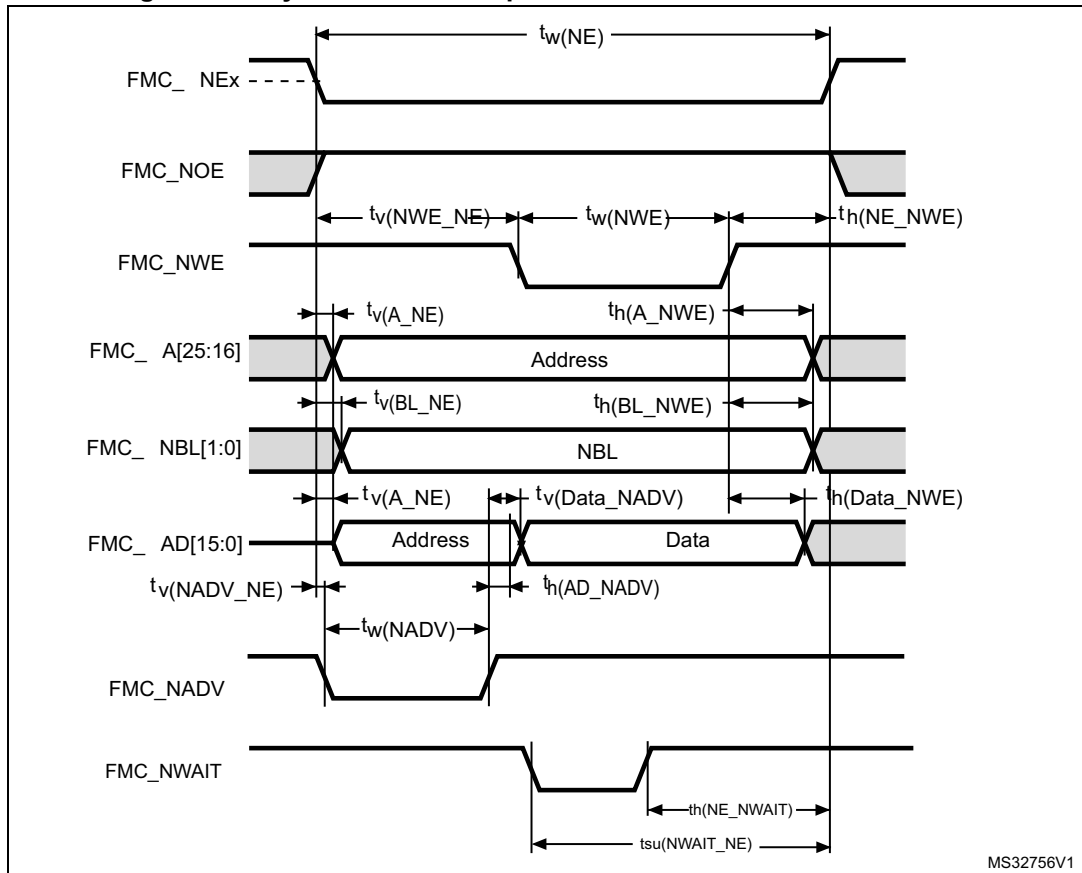 tw(NE)
FMC_ NEx
FMC_NOE
tv(NWE_NE)
tw(NWE)
th(NE_NWE)
FMC_NWE
tv(A_NE)
th(A_NWE)
FMC_ A[25:16]
Address
tv(BL_NE)
th(BL_NWE)
FMC_ NBL[1:0]
NBL
tv(A_NE)
tv(Data_NADV)
th(Data_NWE)
FMC_ AD[15:0]
Address
Data
tv(NADV_NE)
th(AD_NADV)
tw(NADV)
FMC_NADV
FMC_NWAIT
th(NE_NWAIT)
tsu(NWAIT_NE)
MS32756V1